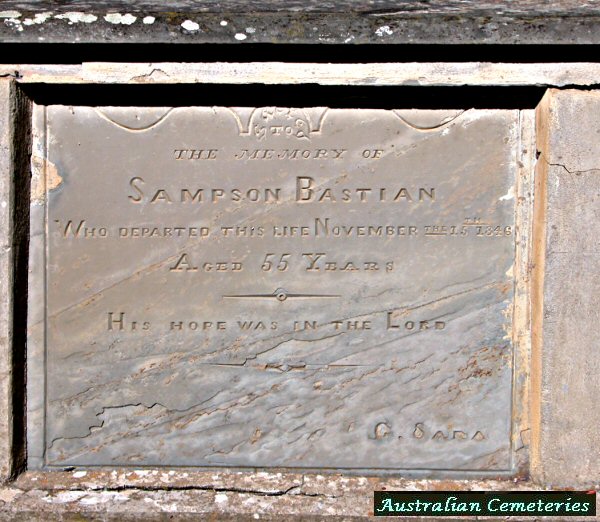 TO
THE MEMORY OF
SAMPSON BASTIAN
WHO DEPARTED THIS LIFE NOVEMBER THE 15TH 1846
AGED 55 YEARS
HIS HOPE WAS IN THE LORD
G. SARA
Australian Cemeteries